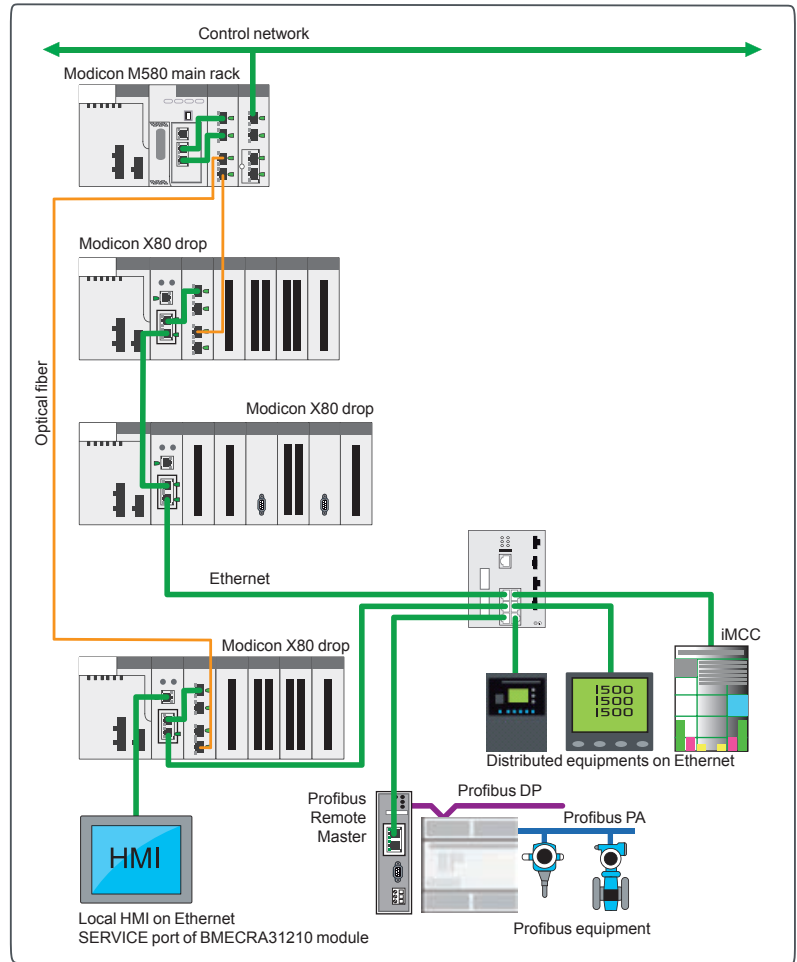 Control network
Modicon M580 main rack
Modicon X80 drop
Optical fiber
Modicon X80 drop
Ethernet
Modicon X80 drop
iMCC
1500
1500
1500
Distributed equipments on Ethernet
Profibus
Remote
Master
Profibus DP
Profibus PA
HMI
Profibus equipment
Local HMI on Ethernet
SERVICE port of BMECRA31210 module